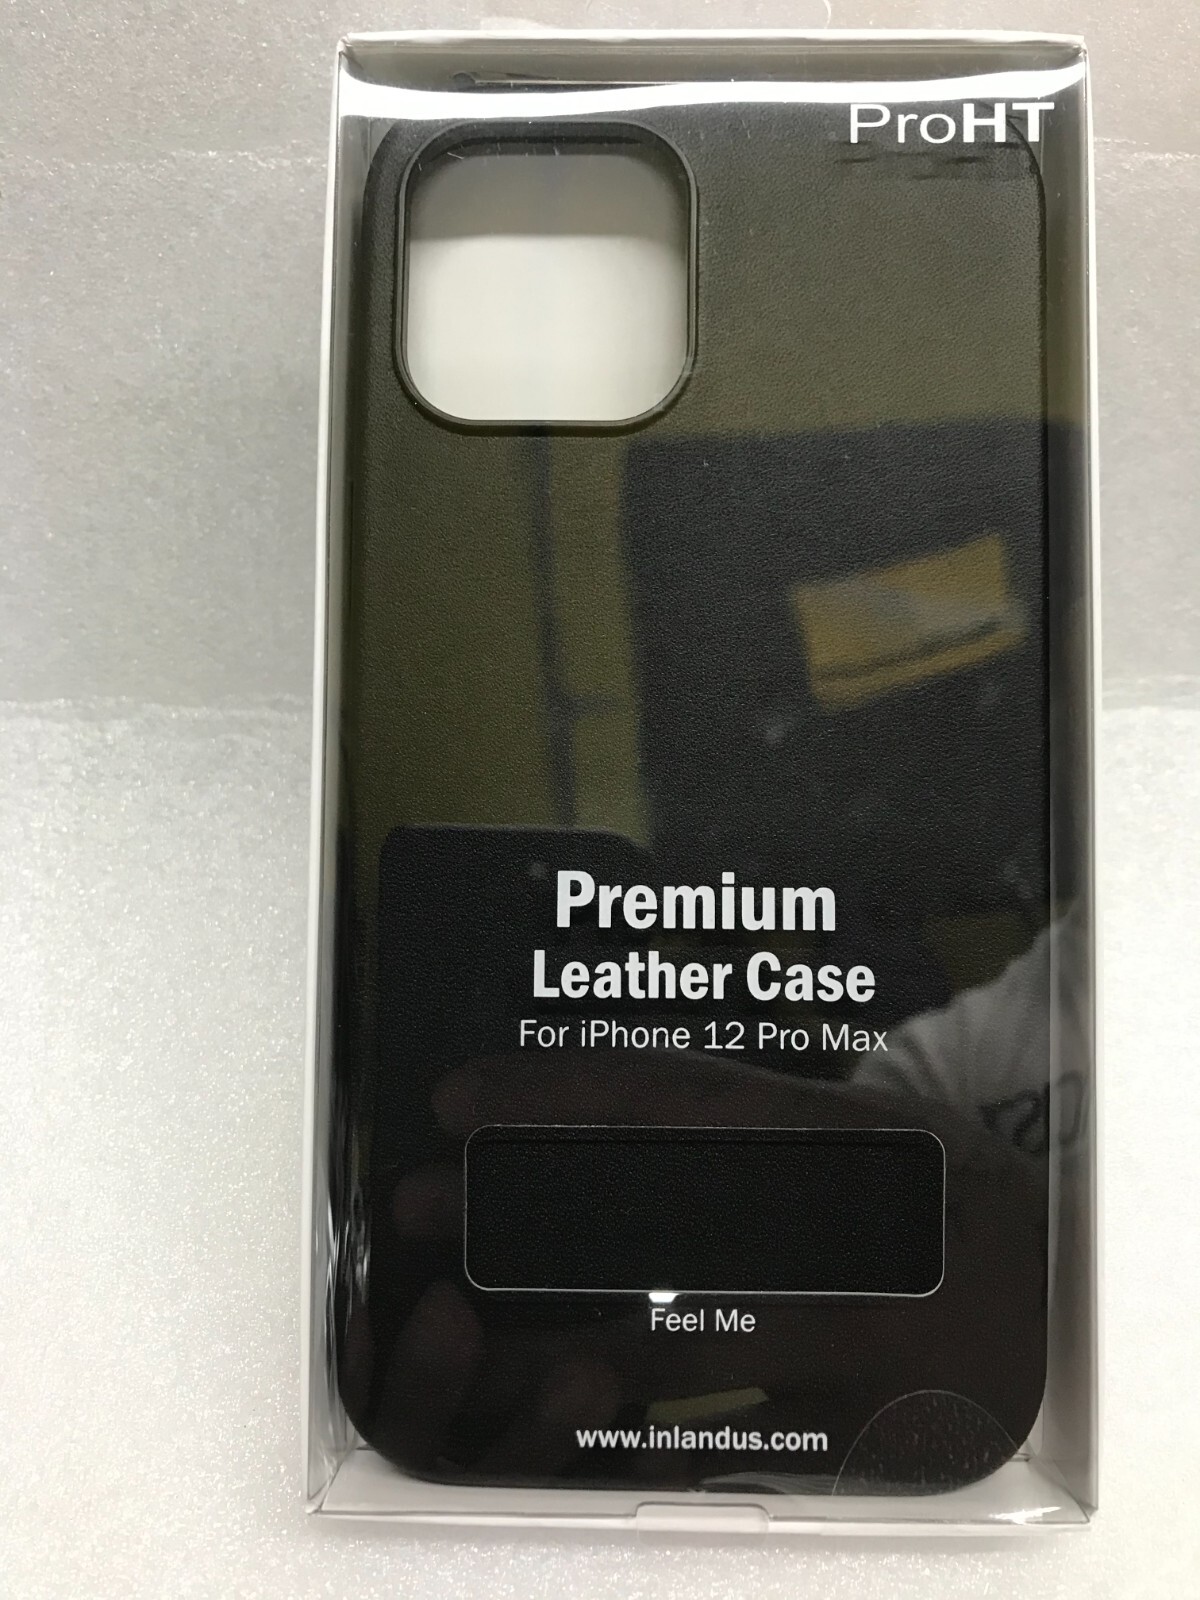 ProHT
Premium
Leather Case
For iPhone 12 Pro Max
Feel Me
www.inlandus.com